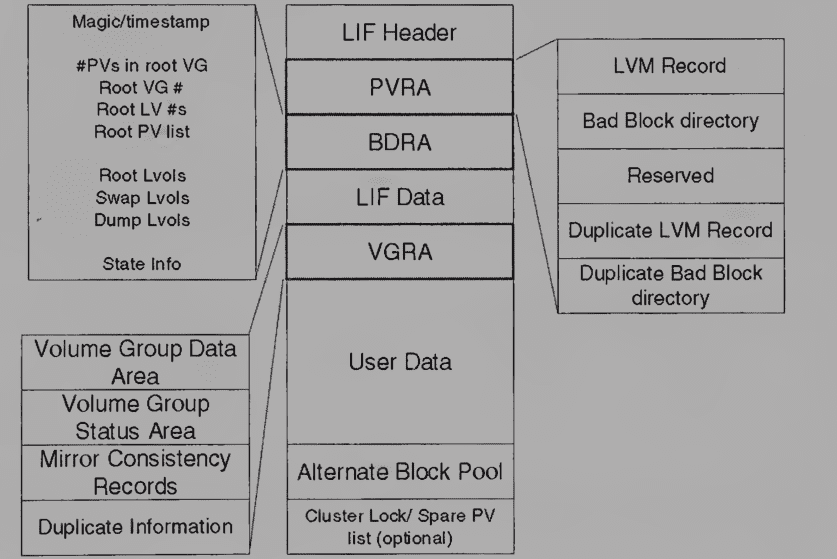 Magic/timestamp
#PVs in root VG
Root VG #
Root LV #s
Root PV list
Root Lvols
Swap Lvols
Dump Lvols
State Info
LIF Header
PVRA
BDRA
LIF Data
VGRA
User Data
Alternate Block Pool
Cluster Lock/ Spare PV
list (optional)
LVM Record
Bad Block directory
Reserved
Duplicate LVM Record
Duplicate Bad Block
directory
Volume Group Data
Area
Volume Group
Status Area
Mirror Consistency
Records
Duplicate Information